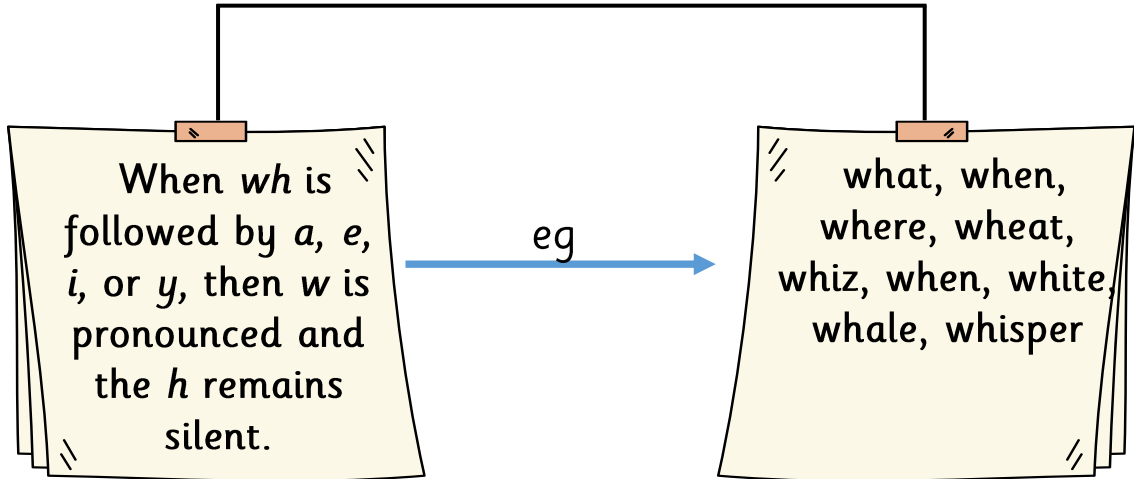 When wh is
followed by a, e,
i, or y, then w is
pronounced and
the h remains
silent.
eg
what, when,
where, wheat,
whiz, when, white,
whale, whisper